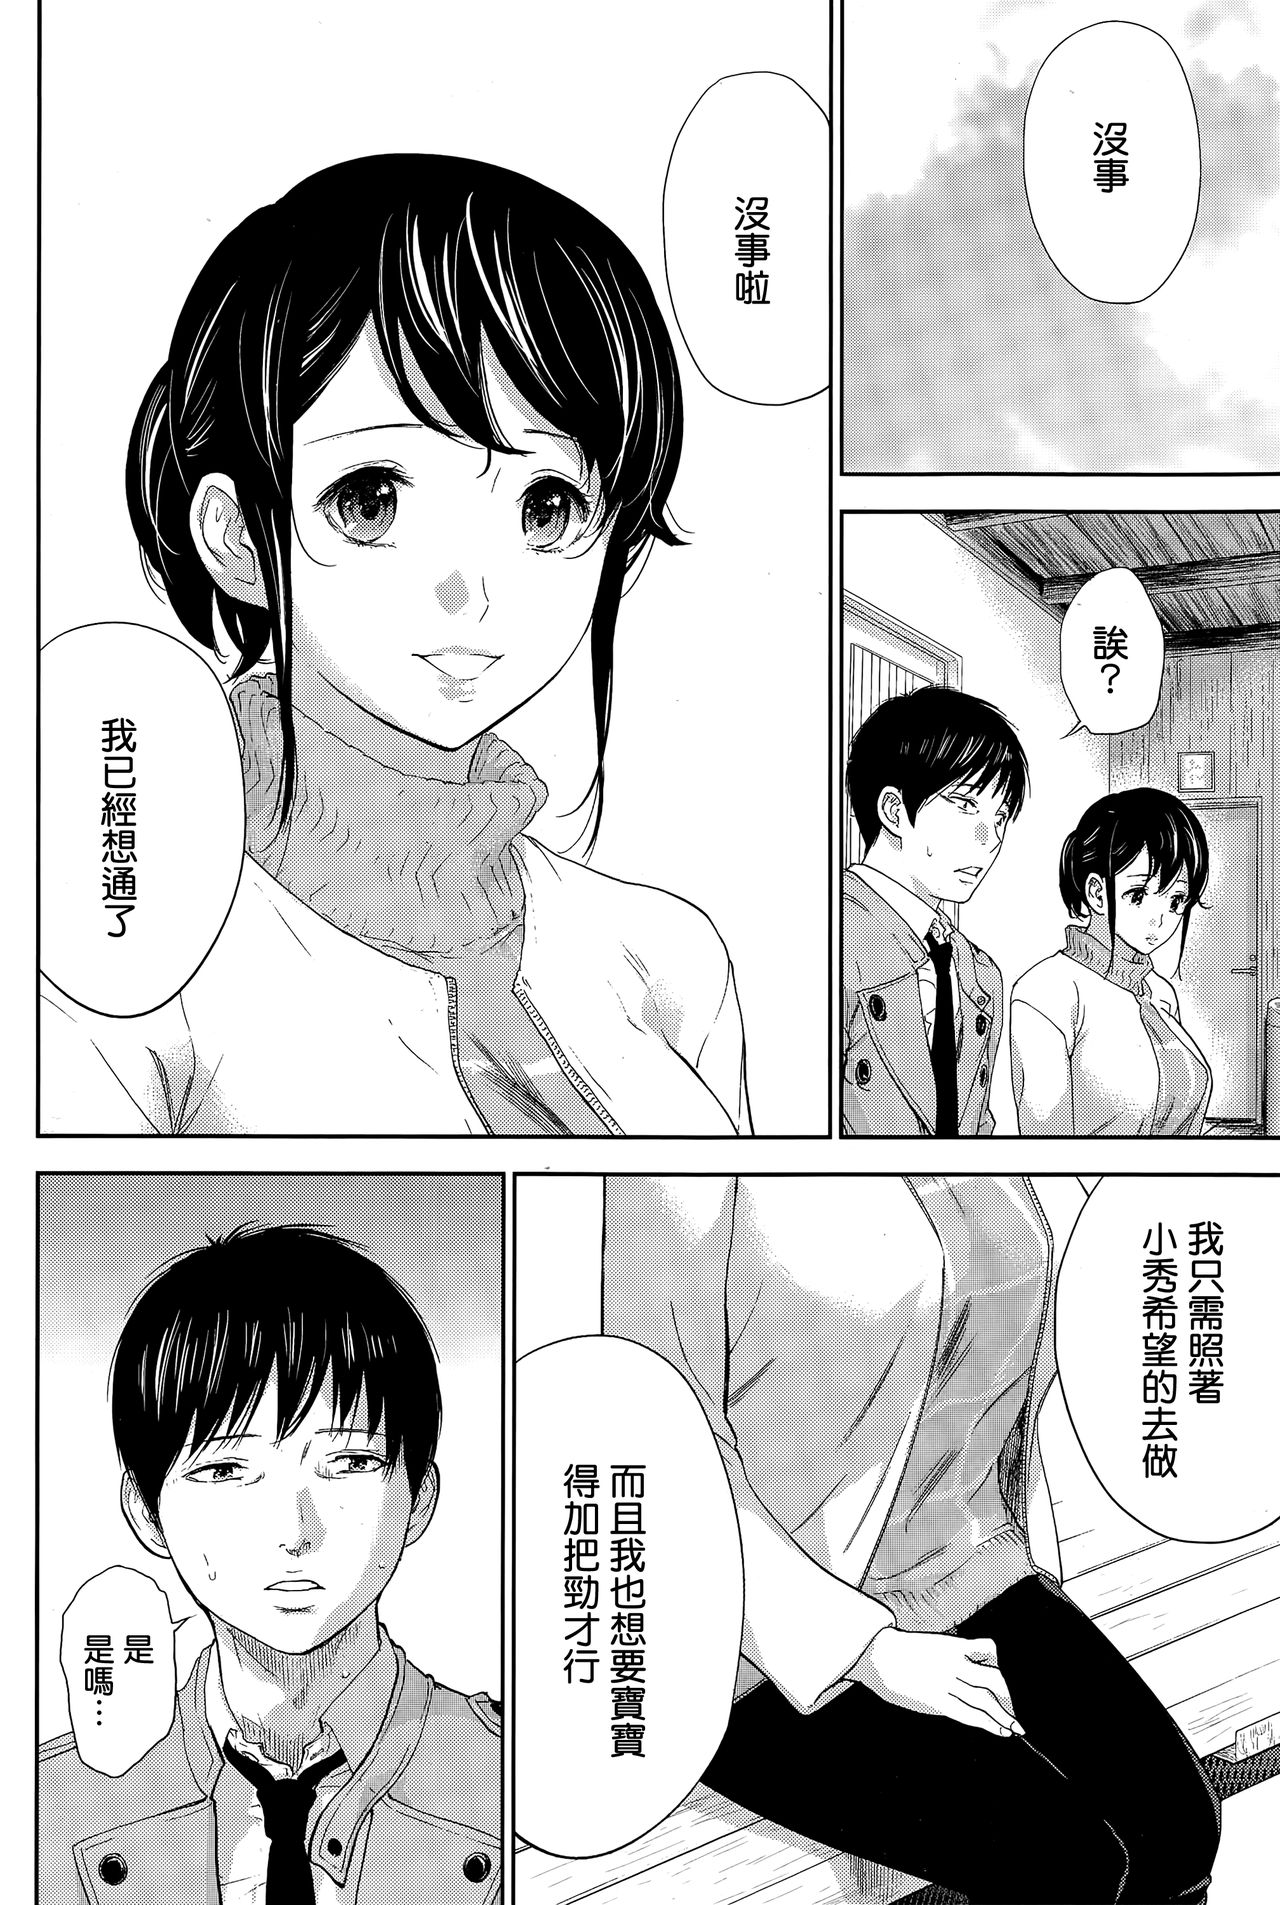 沒事
誒？
沒事啦
我已經想通了
我只需照著
小秀希望的去做
而且我也想要寶寶
得加把勁才行
是
是嗎…